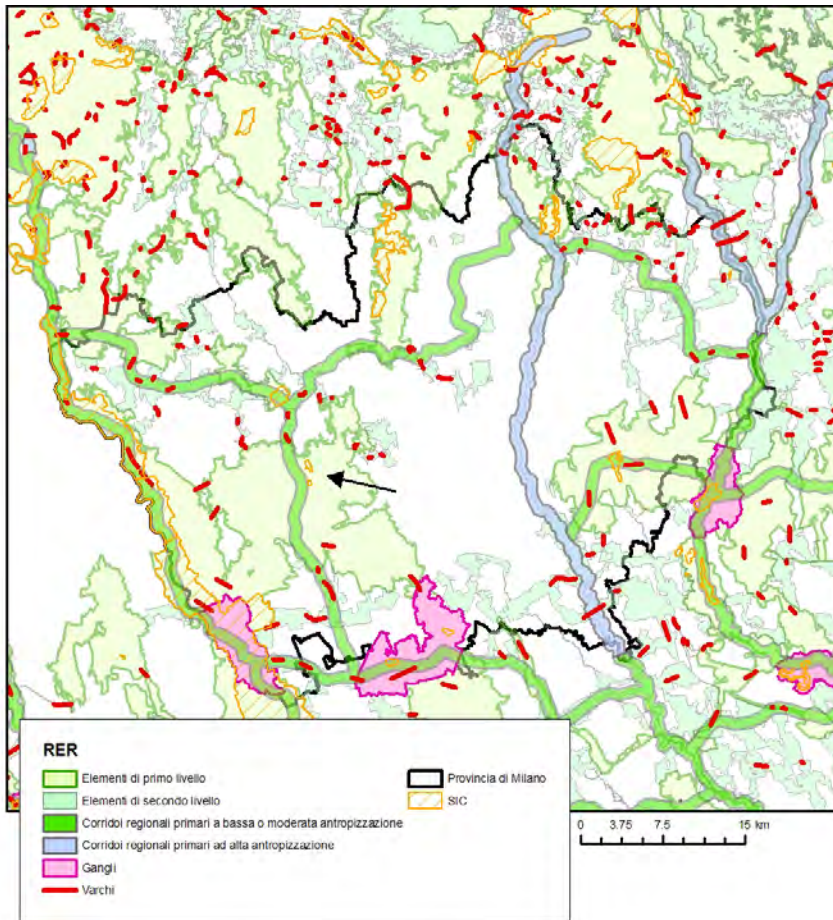 RER
Elementi di primo livello
Elementi di secondo livello
Corridoi regionali primari a bassa o moderata antropizzazione
Corridoi regionali primari ad alta antropizzazione
Gangli
Varchi
Provincia di Milano
SIC
0 3.75 7.5 15 km